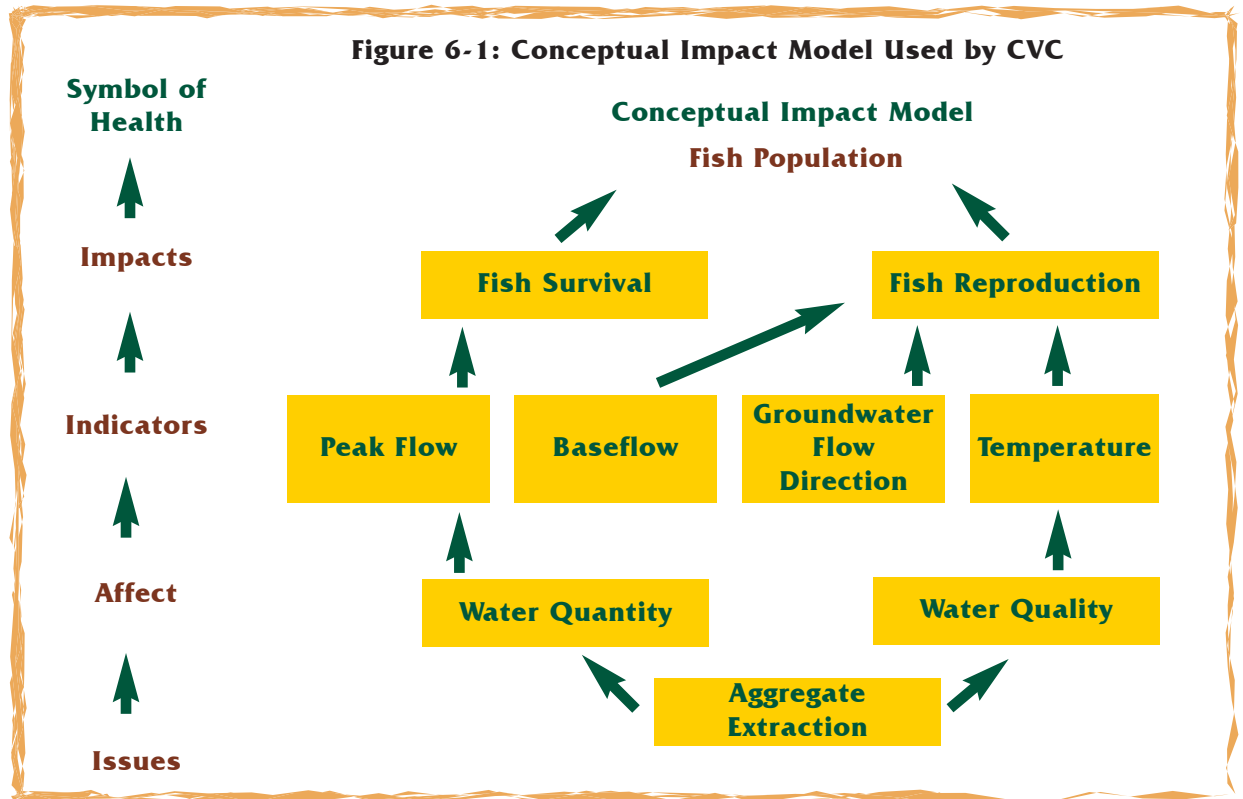 Figure 6-1: Conceptual Impact Model Used by CVC
Symbol of
Health
Conceptual Impact Model
Fish Population
Impacts
Fish Survival
Fish Reproduction
Indicators
Peak Flow
Baseflow
Groundwater
Flow
Direction
Temperature
Affect
Water Quantity
Water Quality
Aggregate
Extraction
Issues